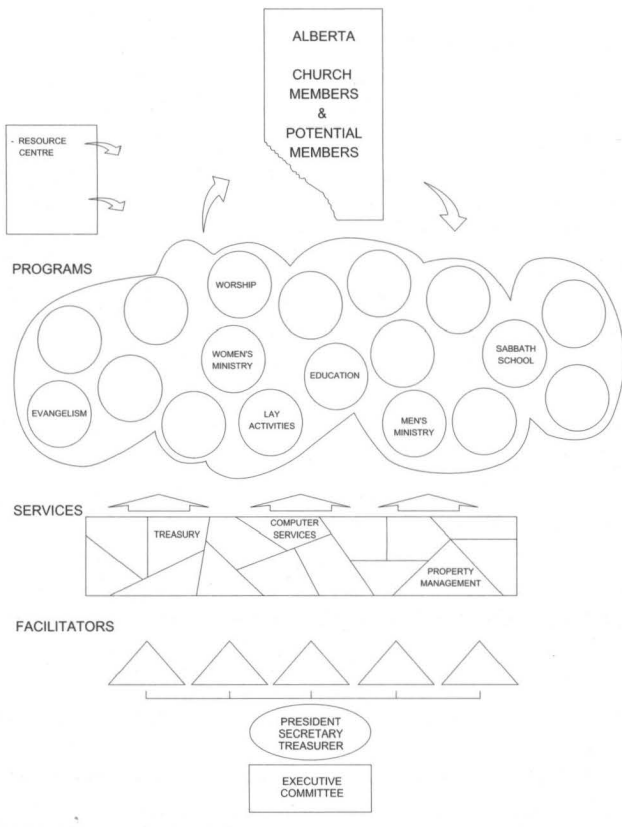 ALBERTA
CHURCH
MEMBERS
&
POTENTIAL
MEMBERS
RESOURCE
CENTRE
PROGRAMS
WORSHIP
WOMEN'S
MINISTRY
EDUCATION
SABBATH
SCHOOL
EVANGELISM
LAY
ACTIVITIES
MEN'S
MINISTRY
SERVICES
TREASURY
COMPUTER
SERVICES
PROPERTY
MANAGEMENT
FACILITATORS
PRESIDENT
SECRETARY
TREASURER
EXECUTIVE
COMMITTEE